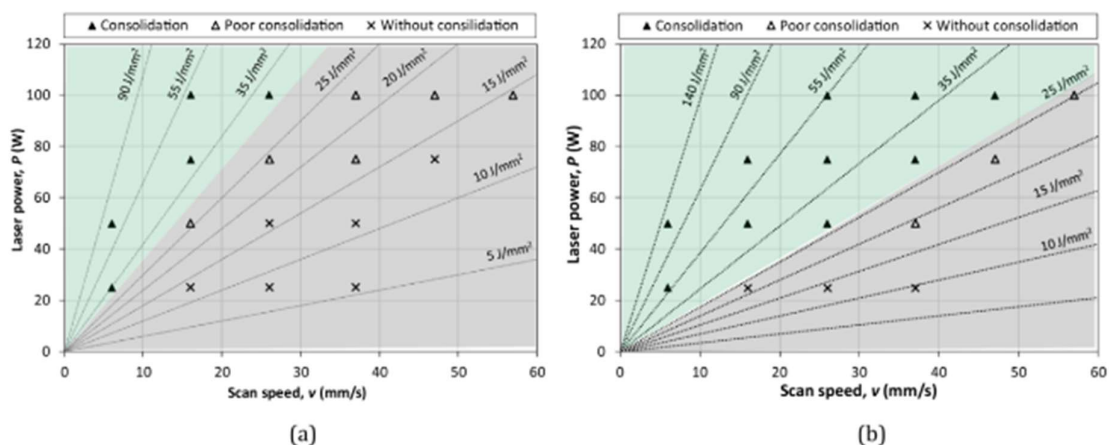 ▲ Consolidation △ Poor consolidation × Without consilidation
120
100
80
60
40
20
0
Laser power, P (W)
90 J/mm²
55 J/mm²
35 J/mm²
25 J/mm²
20 J/mm²
15 J/mm²
10 J/mm²
5 J/mm²
0 10 20 30 40 50 60
Scan speed, v (mm/s)
(a)
▲ Consolidation △ Poor consolidation × Without consolidation
120
100
80
60
40
20
0
Laser power, P (W)
140 J/mm²
90 J/mm²
55 J/mm²
35 J/mm²
25 J/mm²
15 J/mm²
10 J/mm²
0 10 20 30 40 50 60
Scan speed, v (mm/s)
(b)